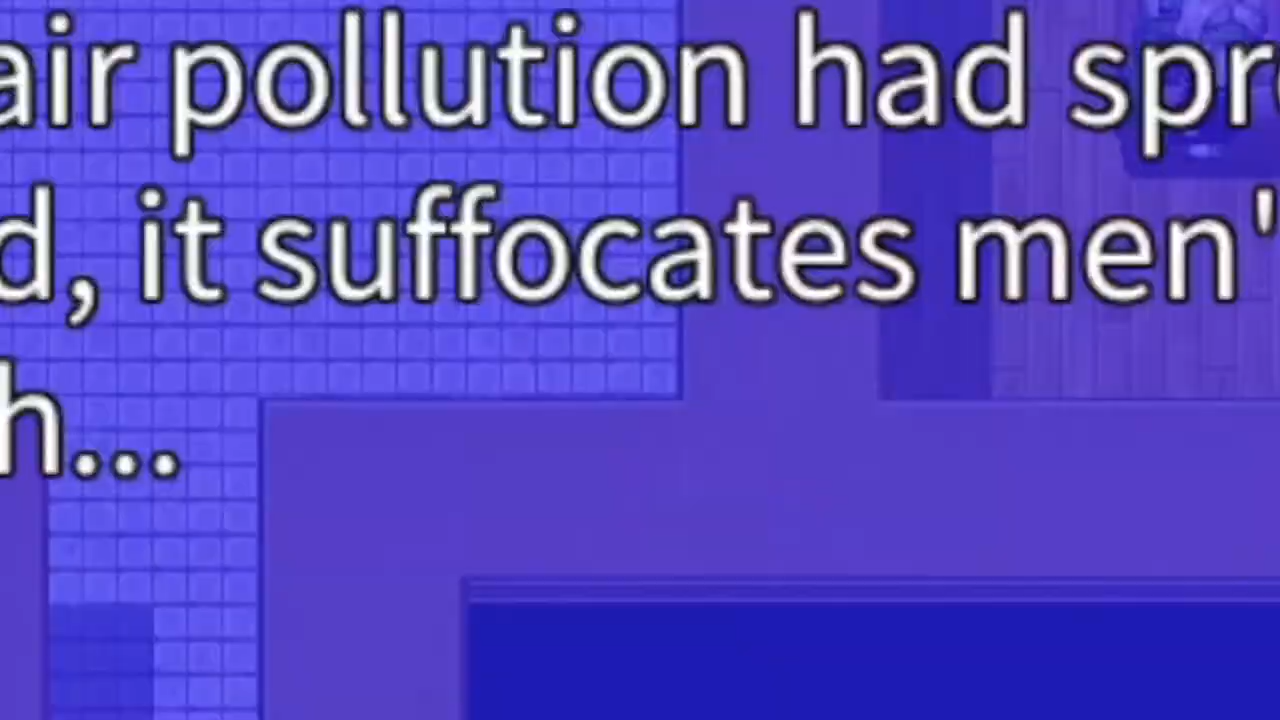 air pollution had spr
d, it suffocates men'
h...